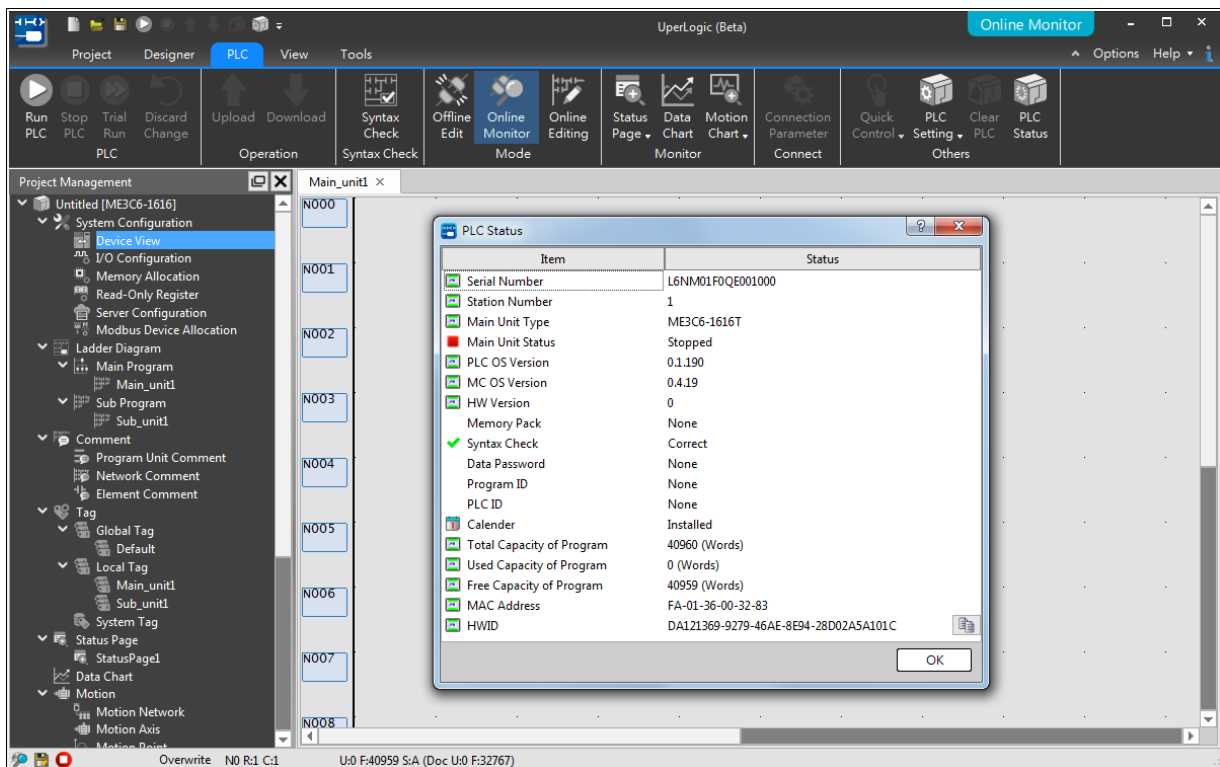 UperLogic (Beta)
Online Monitor
Project Designer PLC View Tools
Options Help
Run PLC
Stop PLC
Trial Run
Discard Change
Upload
Download
Syntax Check
Offline Edit
Online Monitor
Online Editing
Status Page
Data Chart
Motion Chart
Connection Parameter
Quick Control
PLC Setting
Clear PLC
PLC Status
PLC Operation Syntax Check Mode Monitor Connect Others
Project Management
Untitled [ME3C6-1616]
System Configuration
Device View
I/O Configuration
Memory Allocation
Read-Only Register
Server Configuration
Modbus Device Allocation
Ladder Diagram
Main Program
Main_unit1
Sub Program
Sub_unit1
Comment
Program Unit Comment
Network Comment
Element Comment
Tag
Global Tag
Default
Local Tag
Main_unit1
Sub_unit1
System Tag
Status Page
StatusPage1
Data Chart
Motion
Motion Network
Motion Axis
Motion Point
Main_unit1
N000
N001
N002
N003
N004
N005
N006
N007
N008
PLC Status
Item Status
Serial Number L6NM01F0QE001000
Station Number 1
Main Unit Type ME3C6-1616T
Main Unit Status Stopped
PLC OS Version 0.1.190
MC OS Version 0.4.19
HW Version 0
Memory Pack None
Syntax Check Correct
Data Password None
Program ID None
PLC ID None
Calender Installed
Total Capacity of Program 40960 (Words)
Used Capacity of Program 0 (Words)
Free Capacity of Program 40959 (Words)
MAC Address FA-01-36-00-32-83
HWID DA121369-9279-46AE-8E94-28D02A5A101C
OK
Overwrite N0 R:1 C:1 U:0 F:40959 S:A (Doc U:0 F:32767)